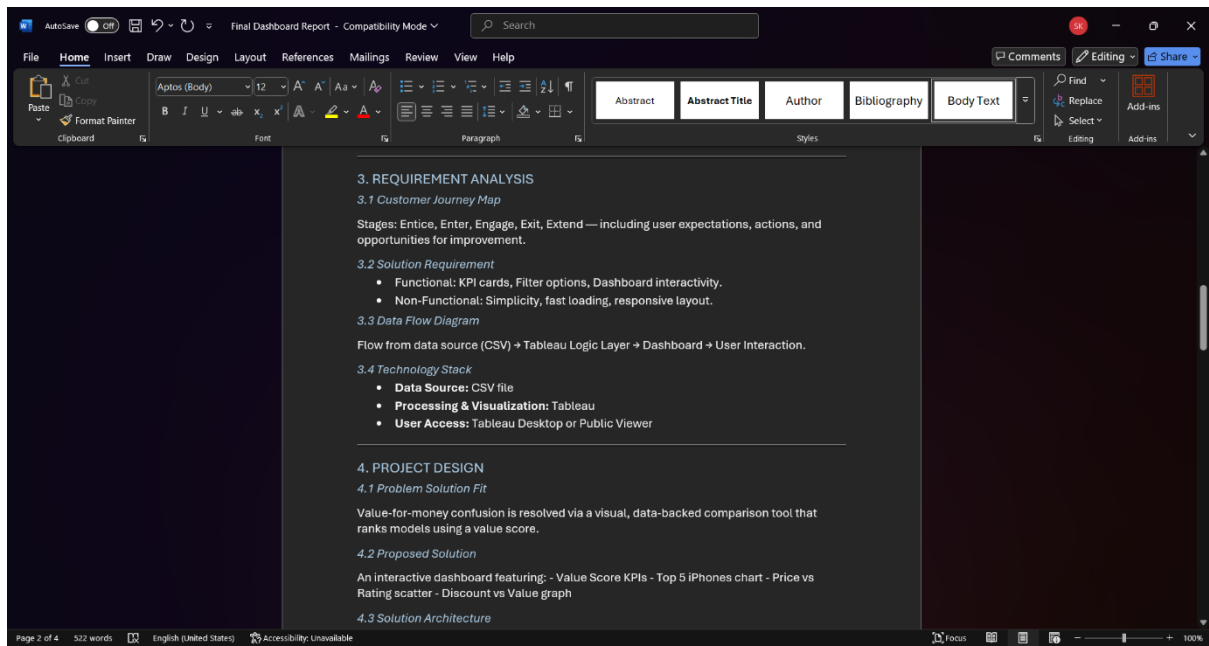 AutoSave Off Final Dashboard Report - Compatibility Mode Search SK
File Home Insert Draw Design Layout References Mailings Review View Help Comments Editing Share
Paste Cut Copy Format Painter
Aptos (Body) 12 Aa
B I U ab x₂ x² A A
Abstract Abstract Title Author Bibliography Body Text
Find Replace Select Add-ins
Clipboard Font Paragraph Styles Editing Add-ins
3. REQUIREMENT ANALYSIS
3.1 Customer Journey Map
Stages: Entice, Enter, Engage, Exit, Extend — including user expectations, actions, and
opportunities for improvement.
3.2 Solution Requirement
• Functional: KPI cards, Filter options, Dashboard interactivity.
• Non-Functional: Simplicity, fast loading, responsive layout.
3.3 Data Flow Diagram
Flow from data source (CSV) → Tableau Logic Layer → Dashboard → User Interaction.
3.4 Technology Stack
• Data Source: CSV file
• Processing & Visualization: Tableau
• User Access: Tableau Desktop or Public Viewer
4. PROJECT DESIGN
4.1 Problem Solution Fit
Value-for-money confusion is resolved via a visual, data-backed comparison tool that
ranks models using a value score.
4.2 Proposed Solution
An interactive dashboard featuring: - Value Score KPIs - Top 5 iPhones chart - Price vs
Rating scatter - Discount vs Value graph
4.3 Solution Architecture
Page 2 of 4 522 words English (United States) Accessibility: Unavailable Focus 100%